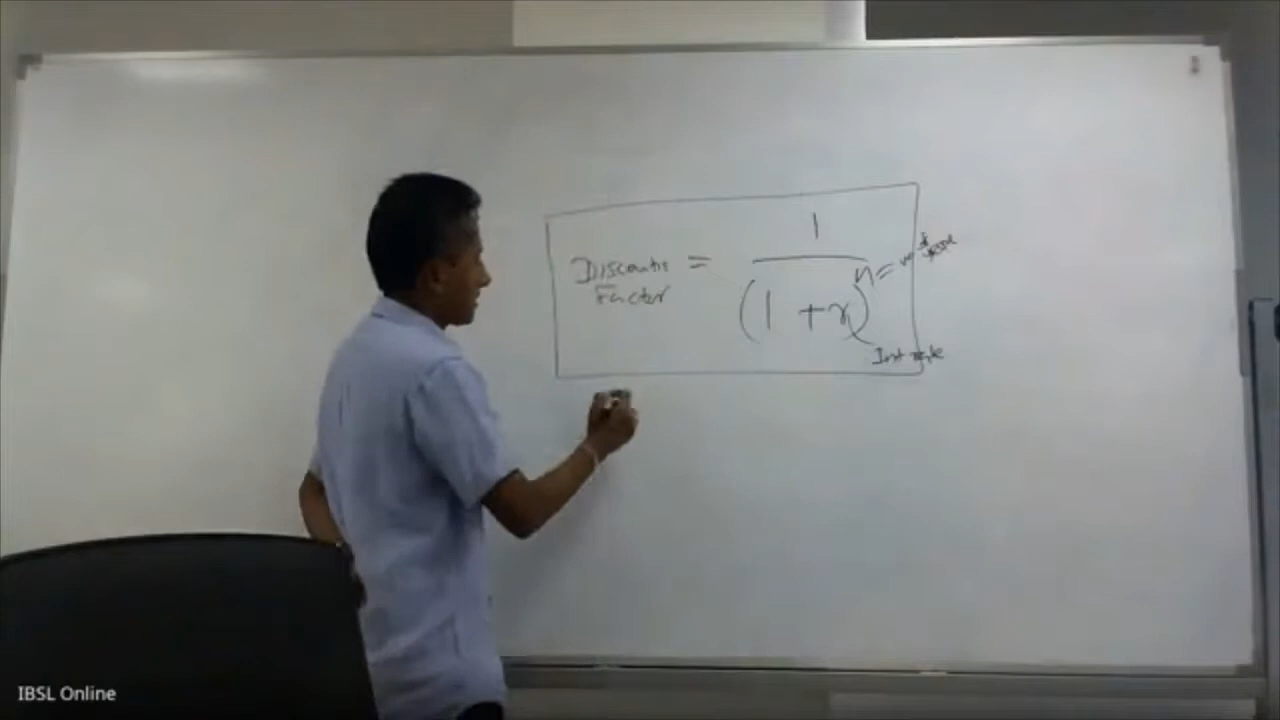 1
Discount = 
Factor
n =
(1 + r)
Int rate
IBSL Online